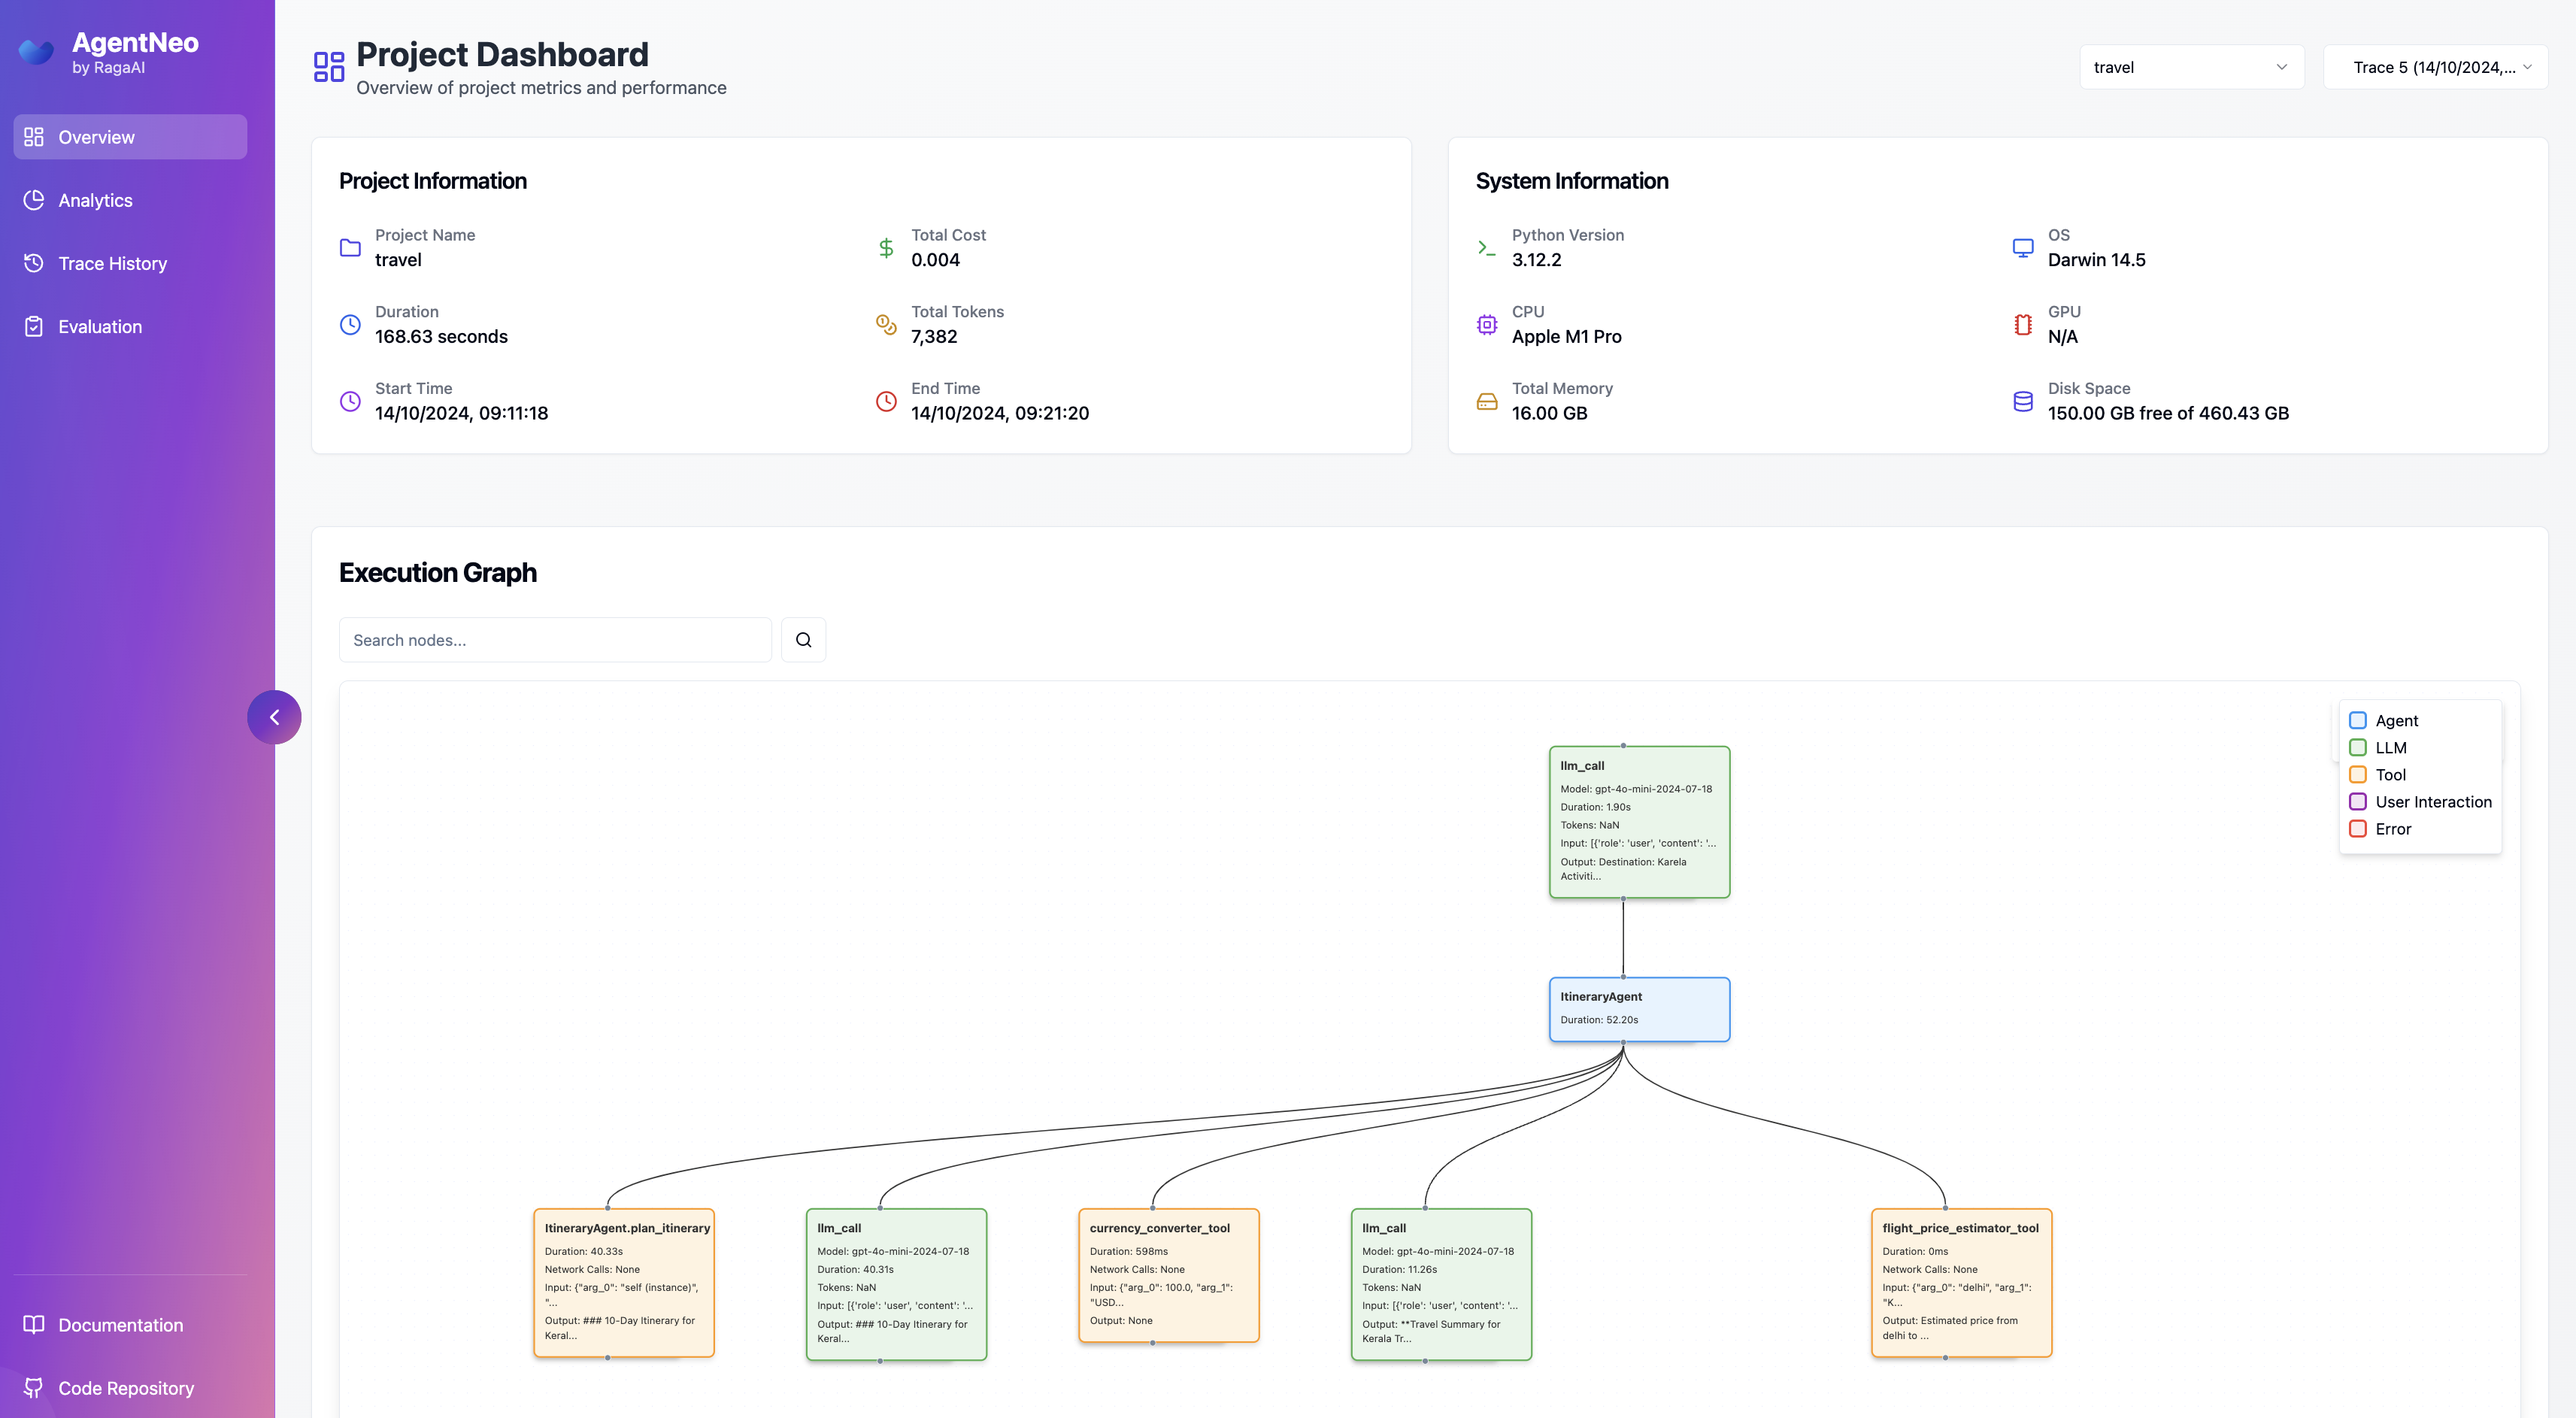 AgentNeo
by RagaAI
Overview
Analytics
Trace History
Evaluation
Documentation
Code Repository
Project Dashboard
Overview of project metrics and performance
travel
Trace 5 (14/10/2024,...
Project Information
Project Name
travel
Total Cost
0.004
Duration
168.63 seconds
Total Tokens
7,382
Start Time
14/10/2024, 09:11:18
End Time
14/10/2024, 09:21:20
System Information
Python Version
3.12.2
OS
Darwin 14.5
CPU
Apple M1 Pro
GPU
N/A
Total Memory
16.00 GB
Disk Space
150.00 GB free of 460.43 GB
Execution Graph
Search nodes...
Agent
LLM
Tool
User Interaction
Error
llm_call
Model: gpt-4o-mini-2024-07-18
Duration: 1.90s
Tokens: NaN
Input: [{'role': 'user', 'content': '...
Output: Destination: Karela
Activiti...
ItineraryAgent
Duration: 52.20s
ItineraryAgent.plan_itinerary
Duration: 40.33s
Network Calls: None
Input: {"arg_0": "self (instance)",
"...
Output: ### 10-Day Itinerary for
Keral...
llm_call
Model: gpt-4o-mini-2024-07-18
Duration: 40.31s
Tokens: NaN
Input: [{'role': 'user', 'content': '...
Output: ### 10-Day Itinerary for
Keral...
currency_converter_tool
Duration: 598ms
Network Calls: None
Input: {"arg_0": 100.0, "arg_1":
"USD...
Output: None
llm_call
Model: gpt-4o-mini-2024-07-18
Duration: 11.26s
Tokens: NaN
Input: [{'role': 'user', 'content': '...
Output: **Travel Summary for
Kerala Tr...
flight_price_estimator_tool
Duration: 0ms
Network Calls: None
Input: {"arg_0": "delhi", "arg_1":
"K...
Output: Estimated price from
delhi to ...